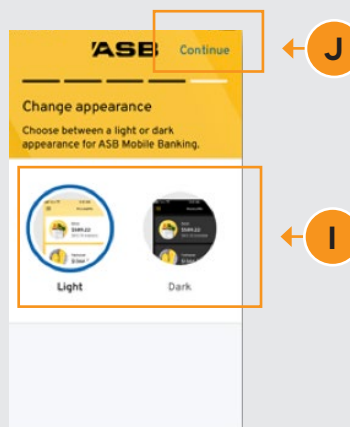 ASB Continue
J
Change appearance
Choose between a light or dark
appearance for ASB Mobile Banking.
I
Light Dark